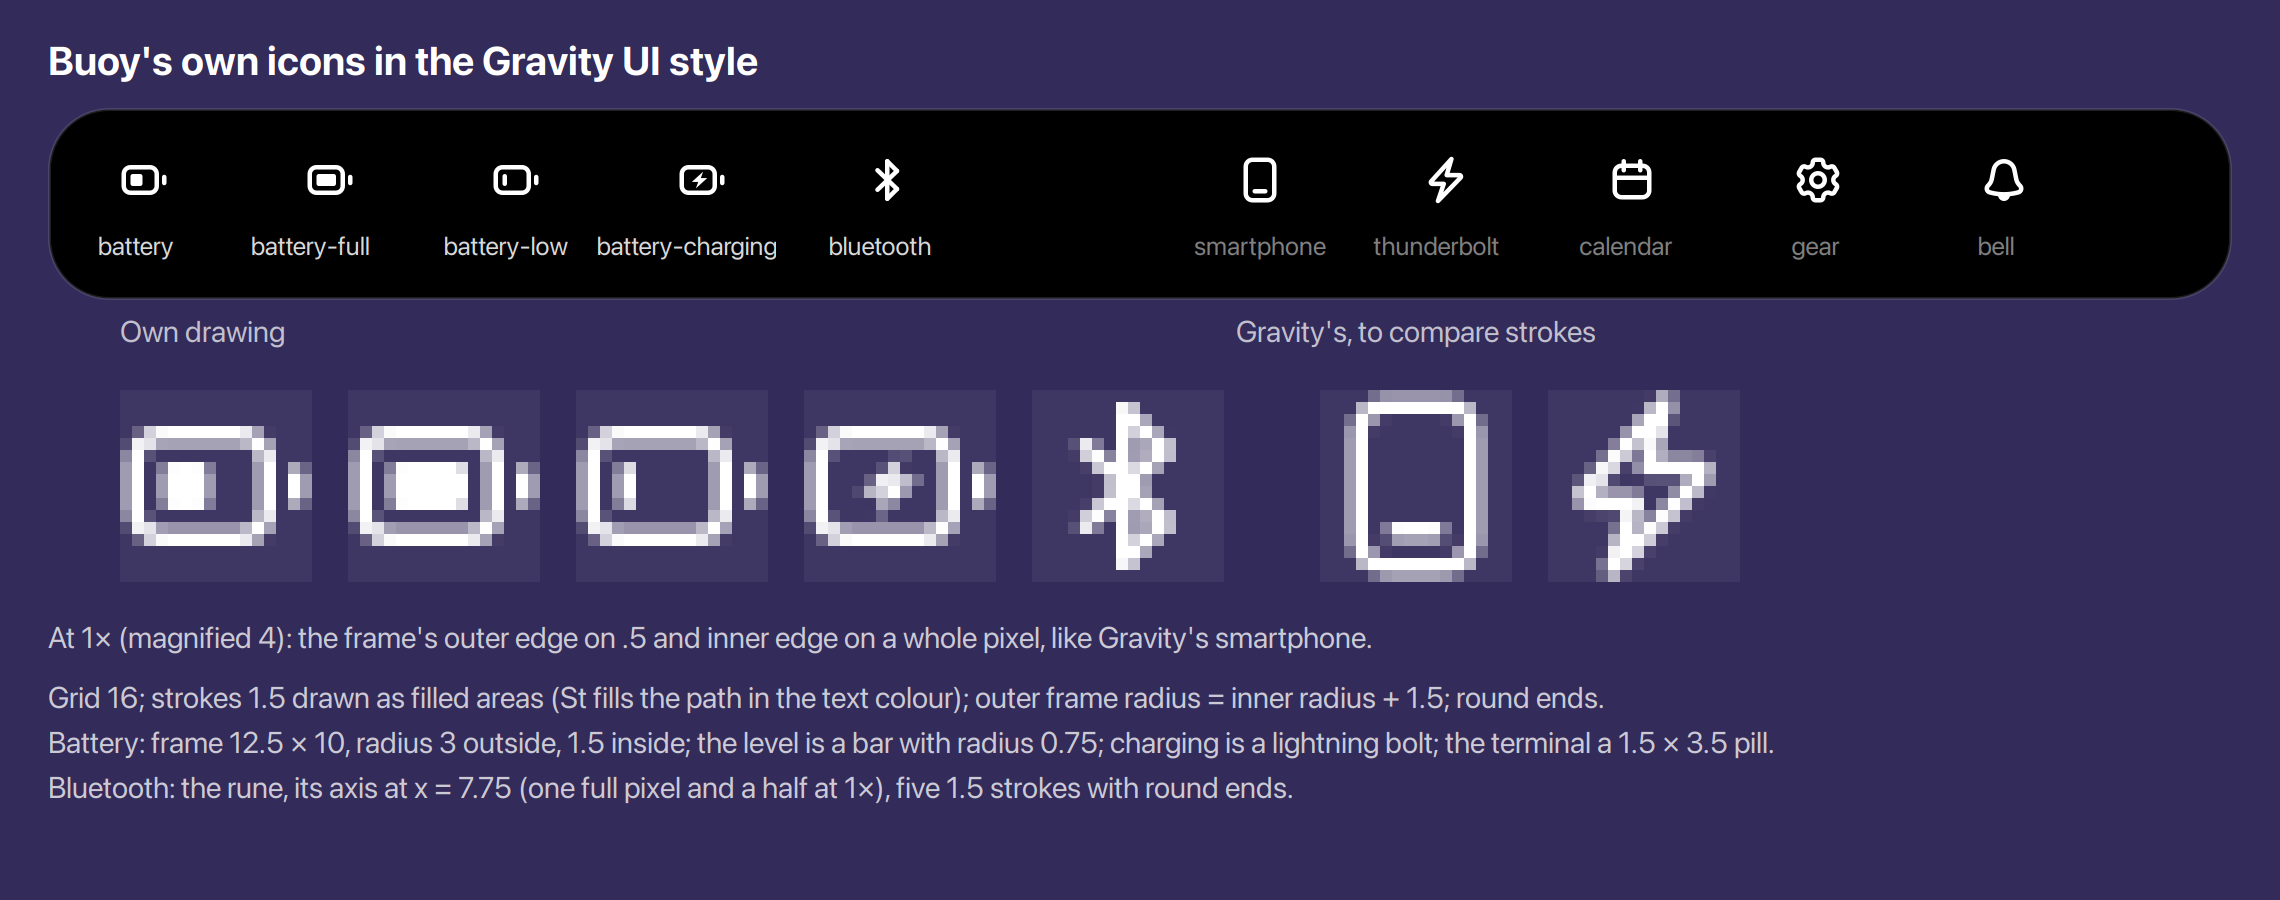 Buoy's own icons in the Gravity UI style
battery battery-full battery-low battery-charging bluetooth smartphone thunderbolt calendar gear bell
Own drawing Gravity's, to compare strokes
At 1× (magnified 4): the frame's outer edge on .5 and inner edge on a whole pixel, like Gravity's smartphone.
Grid 16; strokes 1.5 drawn as filled areas (St fills the path in the text colour); outer frame radius = inner radius + 1.5; round ends.
Battery: frame 12.5 × 10, radius 3 outside, 1.5 inside; the level is a bar with radius 0.75; charging is a lightning bolt; the terminal a 1.5 × 3.5 pill.
Bluetooth: the rune, its axis at x = 7.75 (one full pixel and a half at 1×), five 1.5 strokes with round ends.